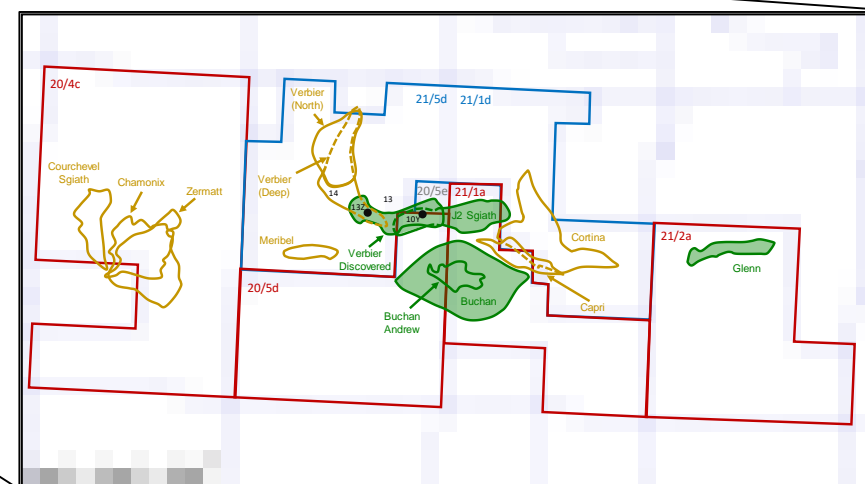 20/4c
Verbier
(North)
21/5d
21/1d
Courchevel
Sgiath
Chamonix
Zermatt
Verbier
(Deep)
20/5e
21/1a
14
13
13Z
10Y
J2 Sgiath
Meribel
Verbier
Discovered
Cortina
21/2a
Glenn
20/5d
Buchan
Andrew
Buchan
Capri